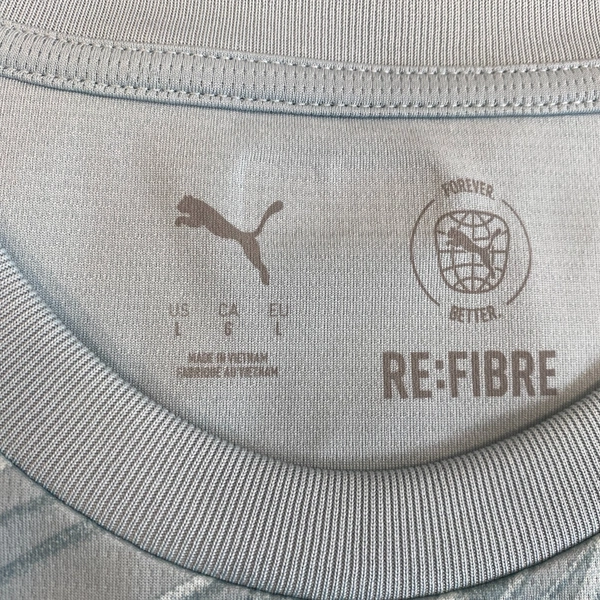 US CA EU
L G L
MADE IN VIETNAM
FABRIQUÉ AU VIETNAM
FOREVER.
BETTER.
RE:FIBRE